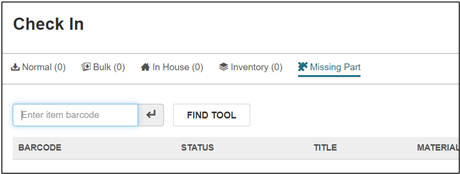 Check In
Normal (0) Bulk (0) In House (0) Inventory (0) Missing Part
Enter item barcode FIND TOOL
BARCODE STATUS TITLE MATERIAL